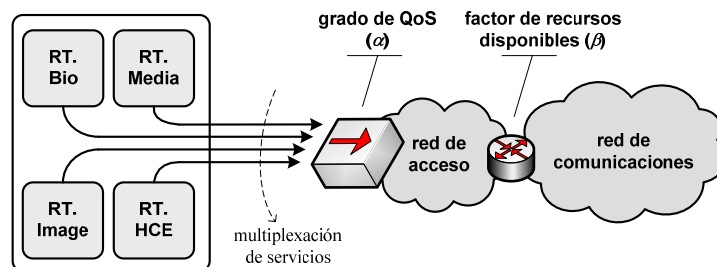 grado de QoS
(α)
factor de recursos
disponibles (β)
RT.
Bio
RT.
Media
RT.
Image
RT.
HCE
multiplexación
de servicios
red de
acceso
red de
comunicaciones